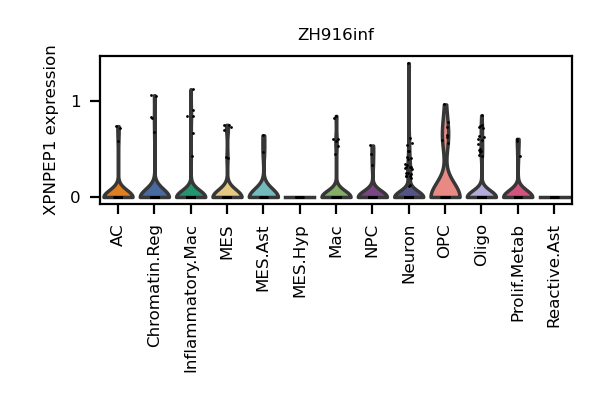 ZH916inf
XPNPEP1 expression
1
0
AC
Chromatin.Reg
Inflammatory.Mac
MES
MES.Ast
MES.Hyp
Mac
NPC
Neuron
OPC
Oligo
Prolif.Metab
Reactive.Ast